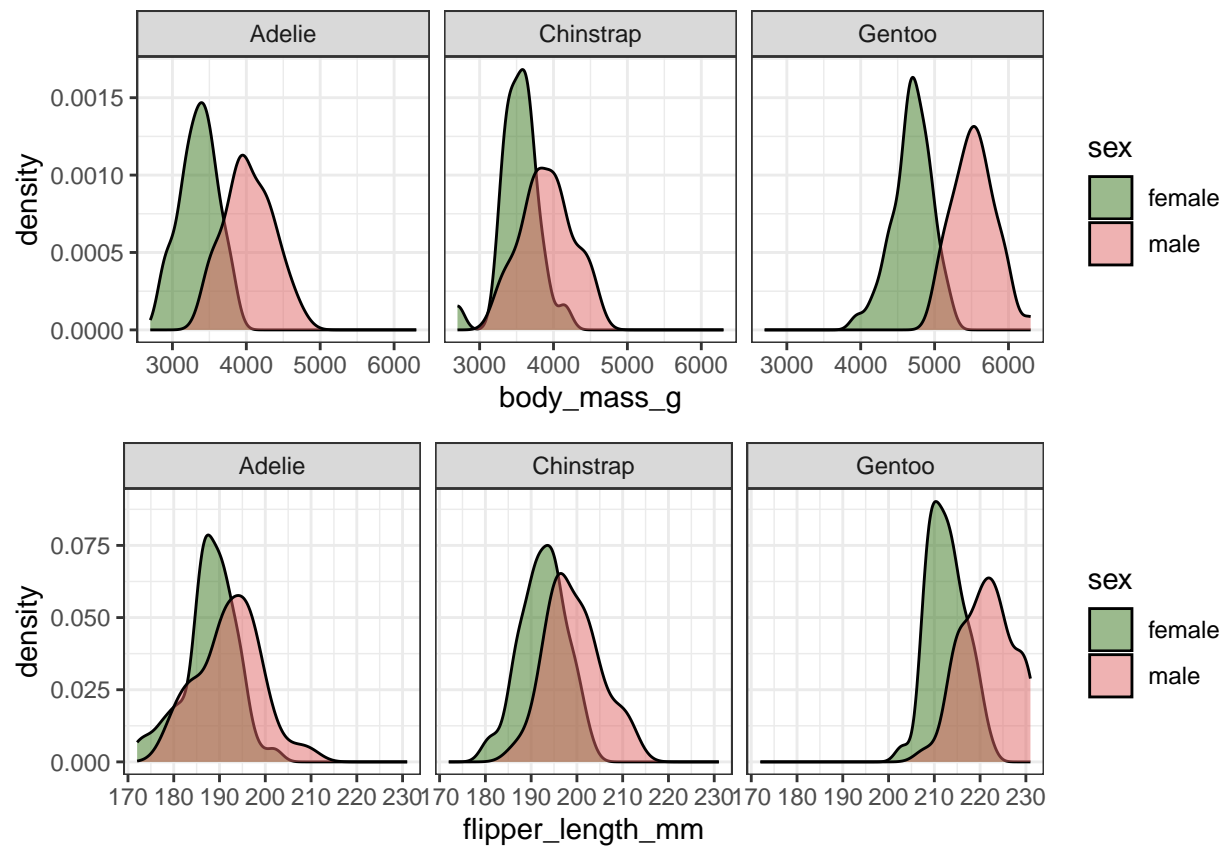 Adelie Chinstrap Gentoo
0.0015
0.0010
0.0005
0.0000
density
3000 4000 5000 6000 3000 4000 5000 6000 3000 4000 5000 6000
body_mass_g
sex
female
male
Adelie Chinstrap Gentoo
0.075
0.050
0.025
0.000
density
170 180 190 200 210 220 230 170 180 190 200 210 220 230 170 180 190 200 210 220 230
flipper_length_mm
sex
female
male